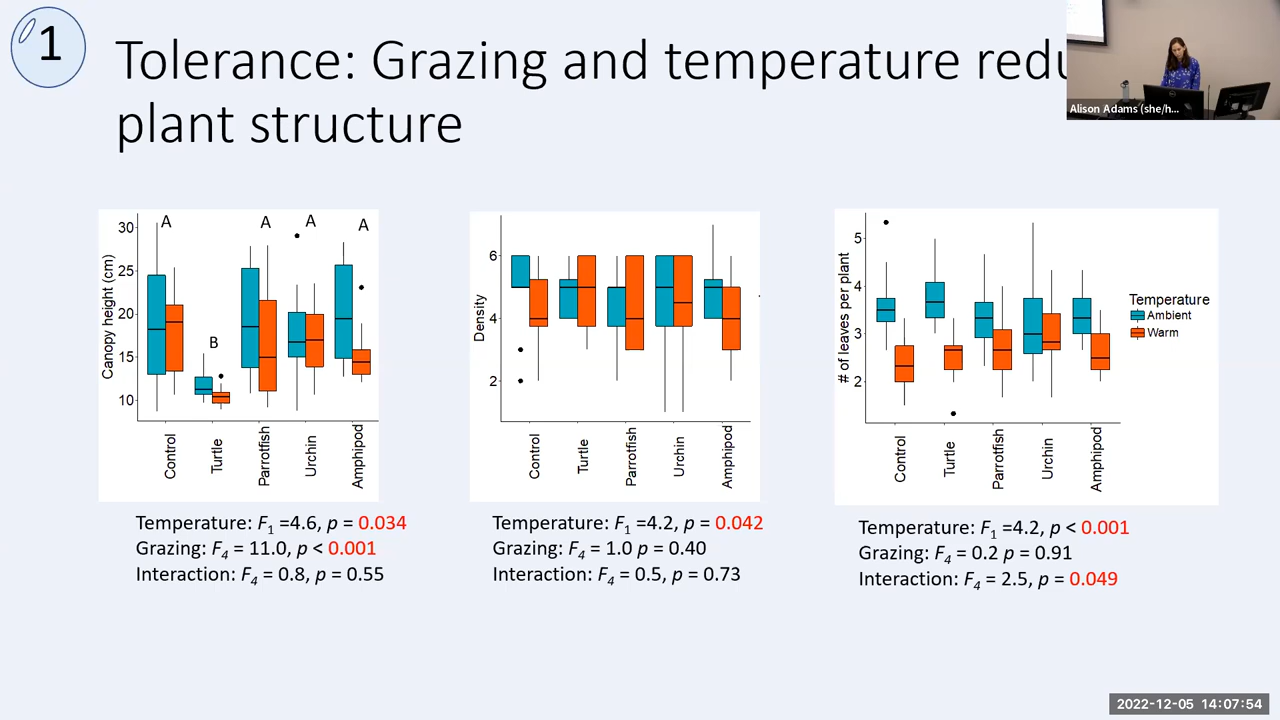 1
Tolerance: Grazing and temperature redu
plant structure
Alison Adams (she/h...
Canopy height (cm)
30
25
20
15
10
A
B
A
A
A
Control
Turtle
Parrotfish
Urchin
Amphipod
Temperature: F1 =4.6, p = 0.034
Grazing: F4 = 11.0, p < 0.001
Interaction: F4 = 0.8, p = 0.55
Density
6
4
2
Control
Turtle
Parrotfish
Urchin
Amphipod
Temperature: F1 =4.2, p = 0.042
Grazing: F4 = 1.0 p = 0.40
Interaction: F4 = 0.5, p = 0.73
# of leaves per plant
5
4
3
2
Control
Turtle
Parrotfish
Urchin
Amphipod
Temperature
Ambient
Warm
Temperature: F1 =4.2, p < 0.001
Grazing: F4 = 0.2 p = 0.91
Interaction: F4 = 2.5, p = 0.049
2022-12-05 14:07:54